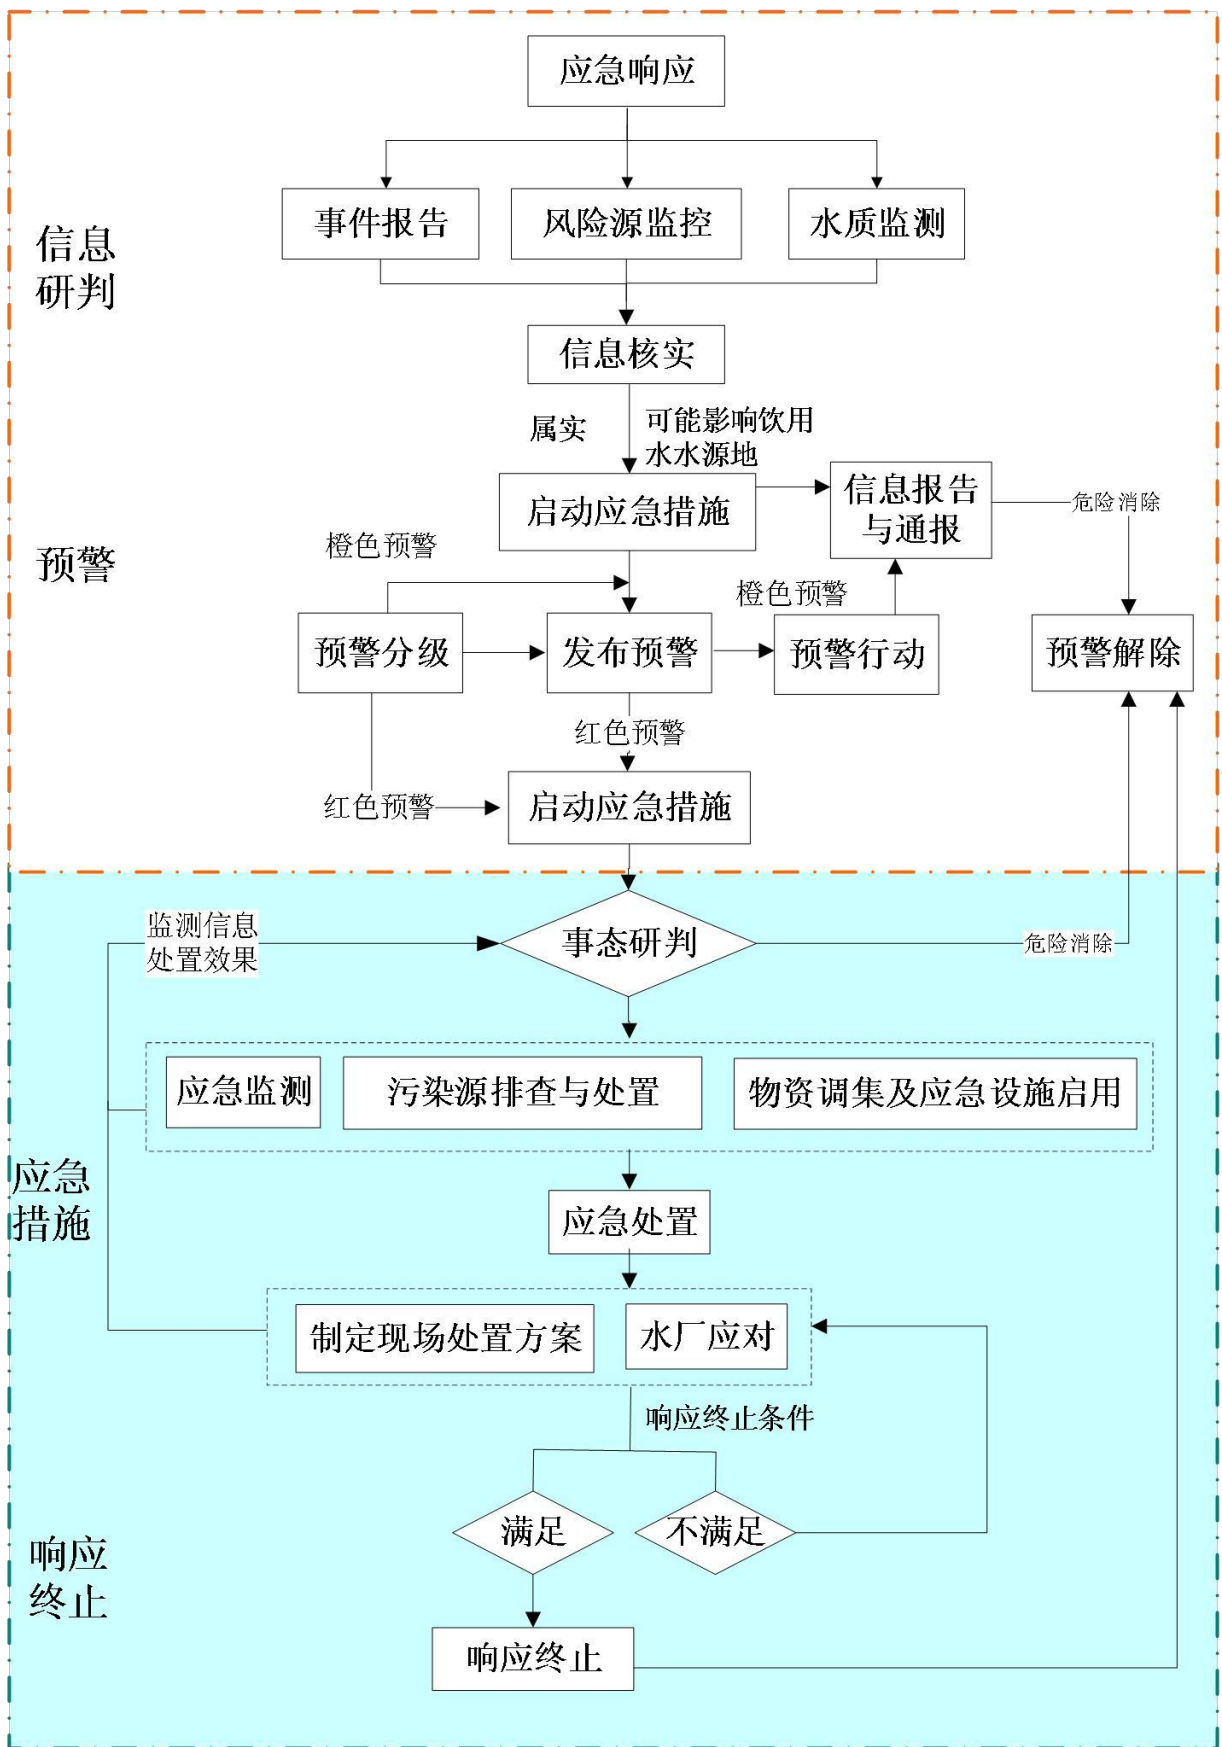 应急响应
事件报告
风险源监控
水质监测
信息
研判
信息核实
属实
可能影响饮用
水水源地
启动应急措施
信息报告
与通报
危险消除
预警
橙色预警
橙色预警
预警分级
发布预警
预警行动
预警解除
红色预警
红色预警
启动应急措施
监测信息
处置效果
事态研判
危险消除
应急监测
污染源排查与处置
物资调集及应急设施启用
应急
措施
应急处置
制定现场处置方案
水厂应对
响应终止条件
满足
不满足
响应
终止
响应终止